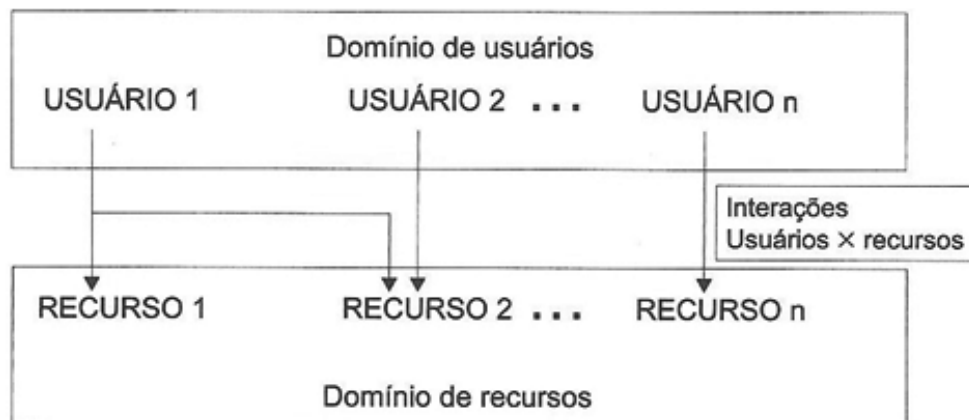 Domínio de usuários
USUÁRIO 1 USUÁRIO 2 ... USUÁRIO n
Interações
Usuários × recursos
RECURSO 1 RECURSO 2 ... RECURSO n
Domínio de recursos